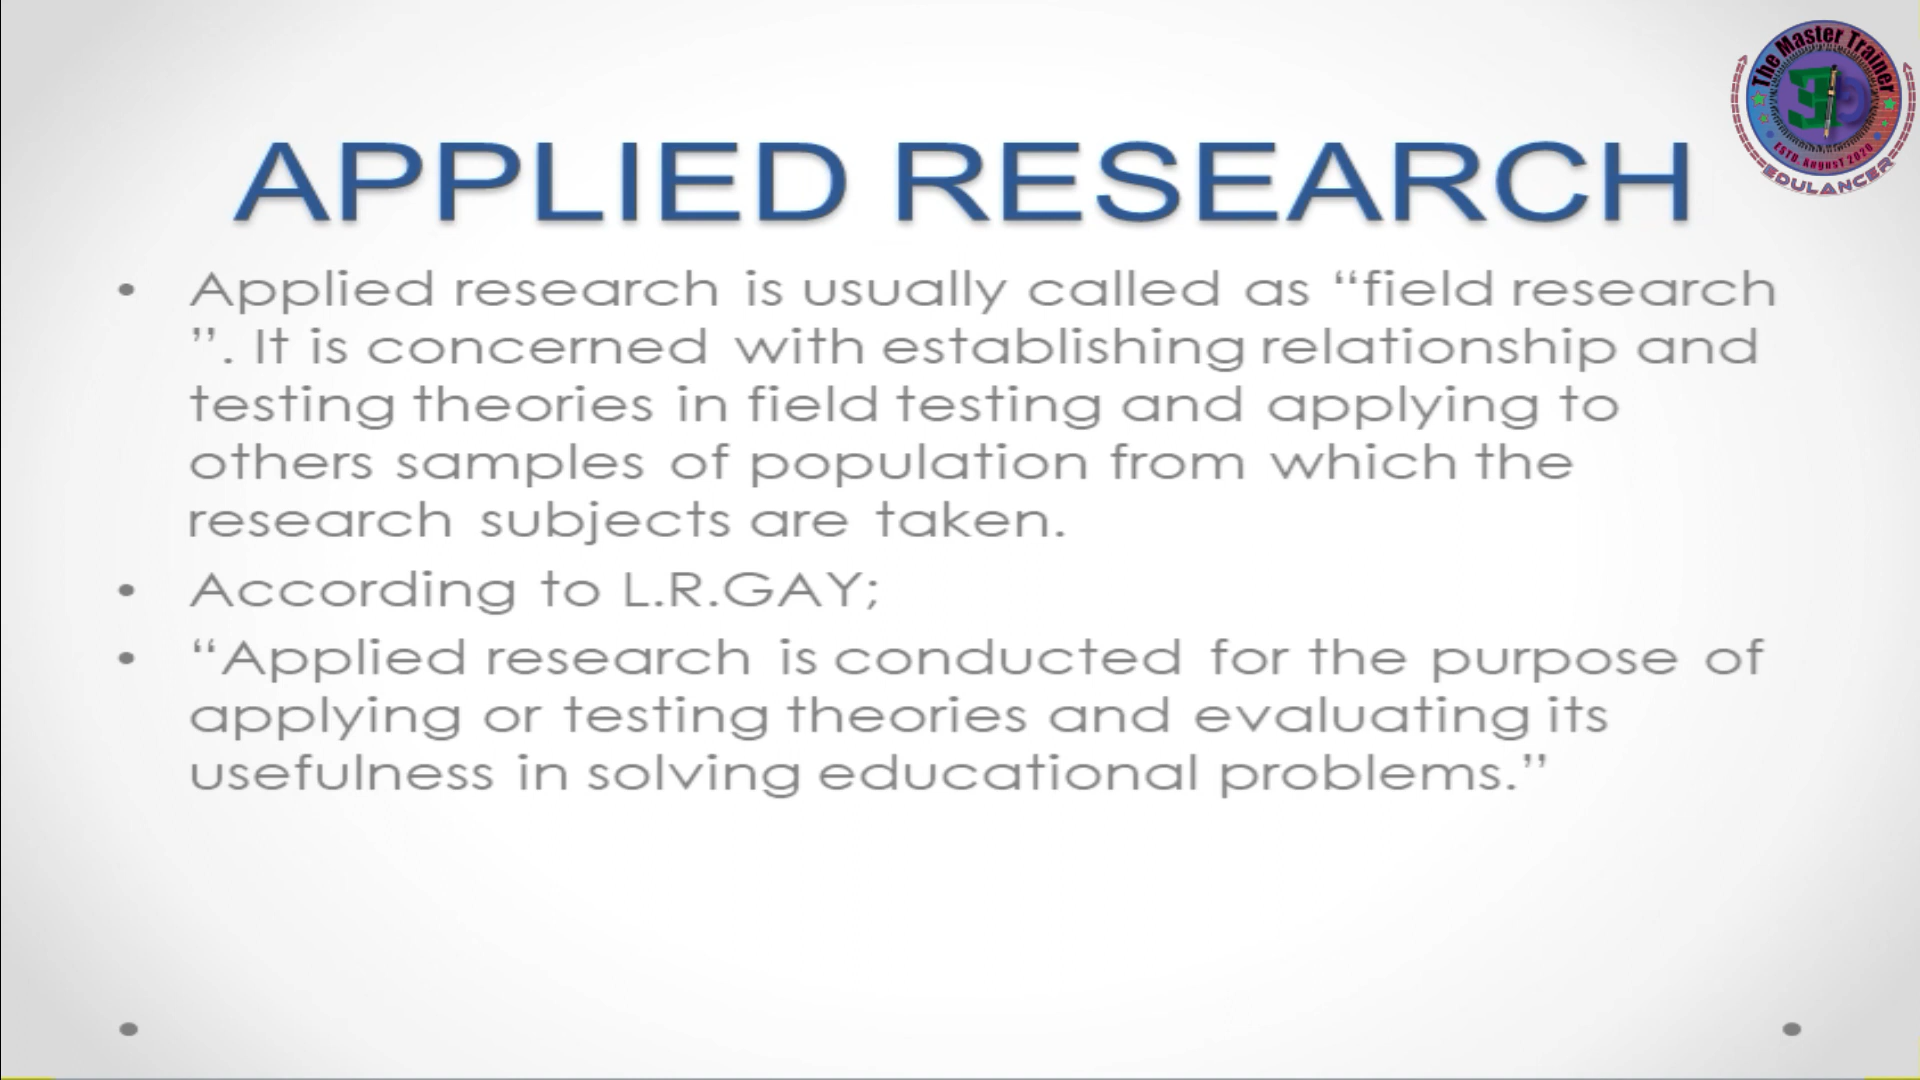 The Master Trainer
ESTD. August 2020
EDULANCER
APPLIED RESEARCH
• Applied research is usually called as “field research
”. It is concerned with establishing relationship and
testing theories in field testing and applying to
others samples of population from which the
research subjects are taken.
• According to L.R.GAY;
• “Applied research is conducted for the purpose of
applying or testing theories and evaluating its
usefulness in solving educational problems.”